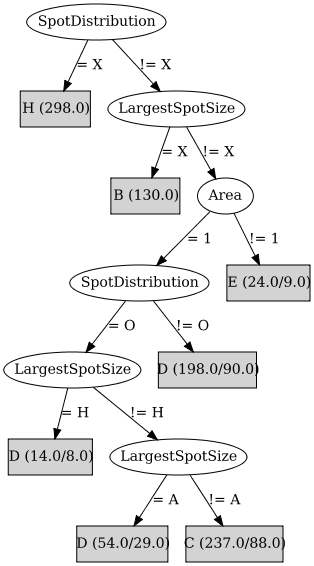 SpotDistribution
= X
!= X
H (298.0)
LargestSpotSize
= X
!= X
B (130.0)
Area
= 1
!= 1
SpotDistribution
E (24.0/9.0)
= O
!= O
LargestSpotSize
D (198.0/90.0)
= H
!= H
D (14.0/8.0)
LargestSpotSize
= A
!= A
D (54.0/29.0)
C (237.0/88.0)